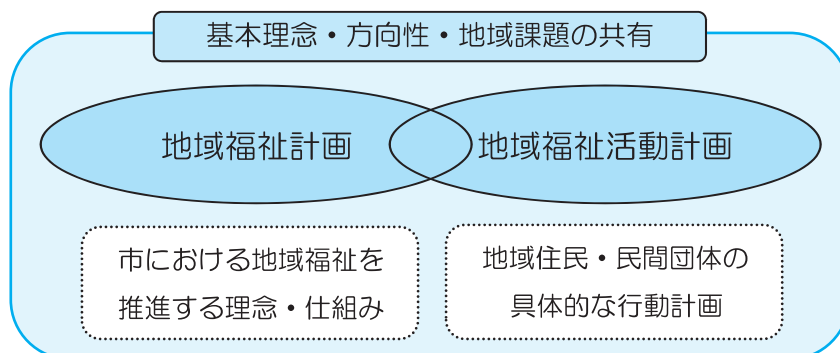 基本理念・方向性・地域課題の共有
地域福祉計画
地域福祉活動計画
市における地域福祉を
推進する理念・仕組み
地域住民・民間団体の
具体的な行動計画